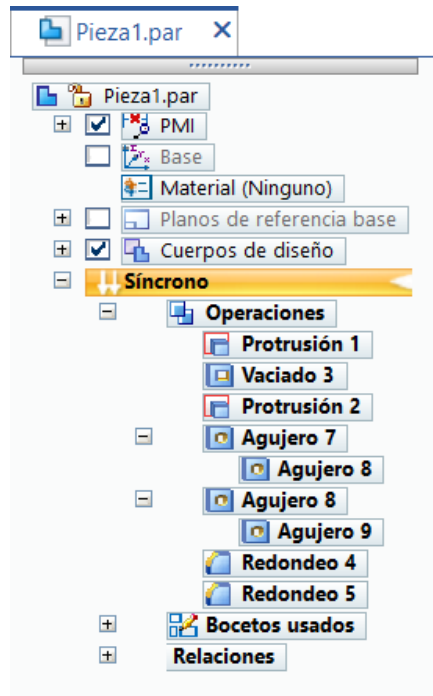 Pieza1.par
Pieza1.par
PMI
Base
Material (Ninguno)
Planos de referencia base
Cuerpos de diseño
Síncrono
Operaciones
Protrusión 1
Vaciado 3
Protrusión 2
Agujero 7
Agujero 8
Agujero 8
Agujero 9
Redondeo 4
Redondeo 5
Bocetos usados
Relaciones